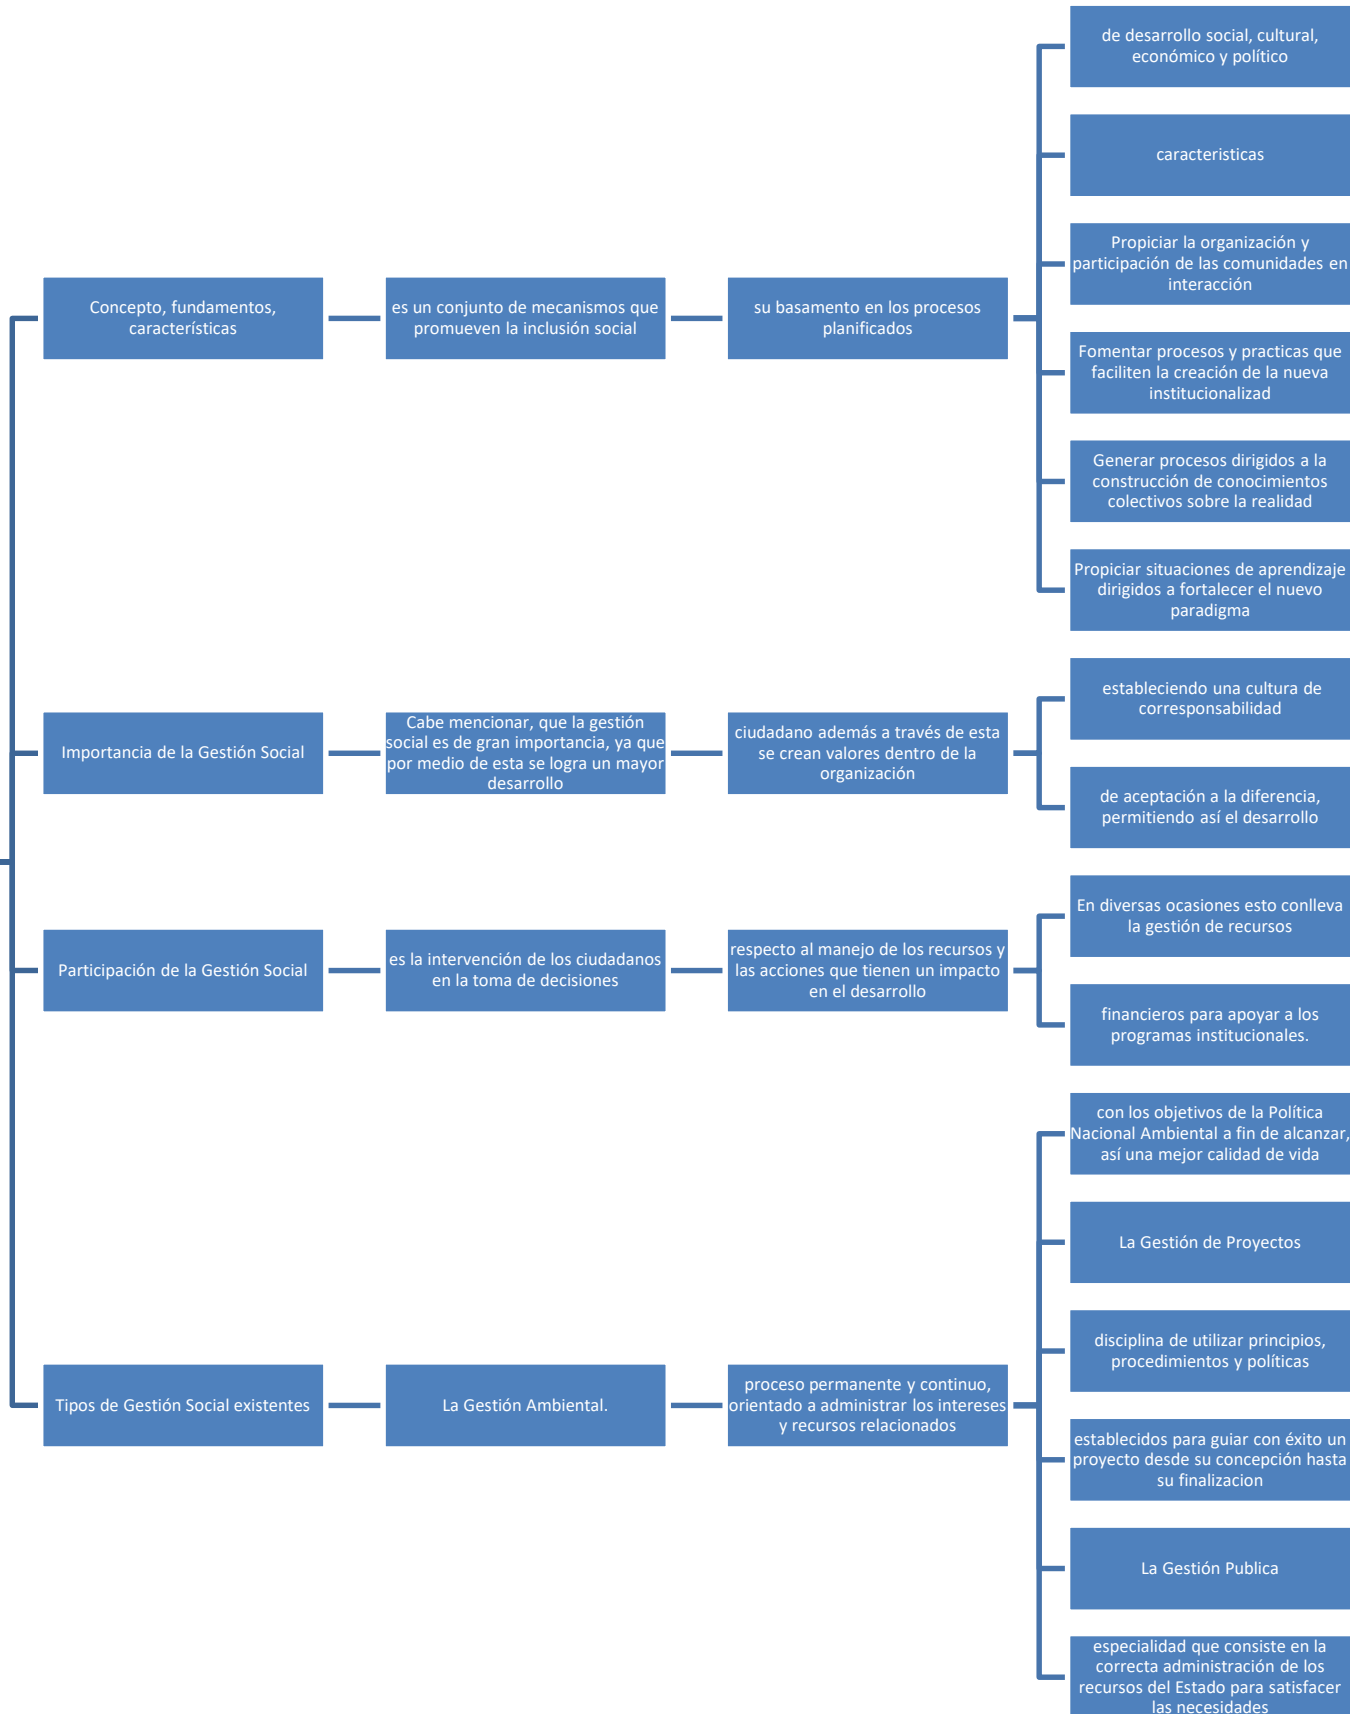 Concepto, fundamentos,
características
es un conjunto de mecanismos que
promueven la inclusión social
su basamento en los procesos
planificados
de desarrollo social, cultural,
económico y político
caracteristicas
Propiciar la organización y
participación de las comunidades en
interacción
Fomentar procesos y practicas que
faciliten la creación de la nueva
institucionalizad
Generar procesos dirigidos a la
construcción de conocimientos
colectivos sobre la realidad
Propiciar situaciones de aprendizaje
dirigidos a fortalecer el nuevo
paradigma
Importancia de la Gestión Social
Cabe mencionar, que la gestión
social es de gran importancia, ya que
por medio de esta se logra un mayor
desarrollo
ciudadano además a través de esta
se crean valores dentro de la
organización
estableciendo una cultura de
corresponsabilidad
de aceptación a la diferencia,
permitiendo así el desarrollo
Participación de la Gestión Social
es la intervención de los ciudadanos
en la toma de decisiones
respecto al manejo de los recursos y
las acciones que tienen un impacto
en el desarrollo
En diversas ocasiones esto conlleva
la gestión de recursos
financieros para apoyar a los
programas institucionales.
Tipos de Gestión Social existentes
La Gestión Ambiental.
proceso permanente y continuo,
orientado a administrar los intereses
y recursos relacionados
con los objetivos de la Política
Nacional Ambiental a fin de alcanzar,
así una mejor calidad de vida
La Gestión de Proyectos
disciplina de utilizar principios,
procedimientos y políticas
establecidos para guiar con éxito un
proyecto desde su concepción hasta
su finalizacion
La Gestión Publica
especialidad que consiste en la
correcta administración de los
recursos del Estado para satisfacer
las necesidades